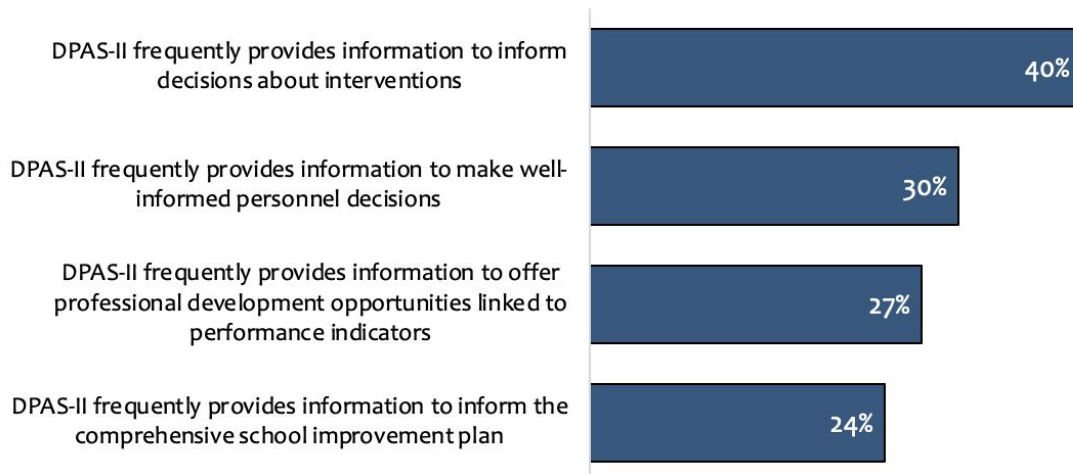 DPAS-II frequently provides information to inform
decisions about interventions
40%
DPAS-II frequently provides information to make well-
informed personnel decisions
30%
DPAS-II frequently provides information to offer
professional development opportunities linked to
performance indicators
27%
DPAS-II frequently provides information to inform the
comprehensive school improvement plan
24%